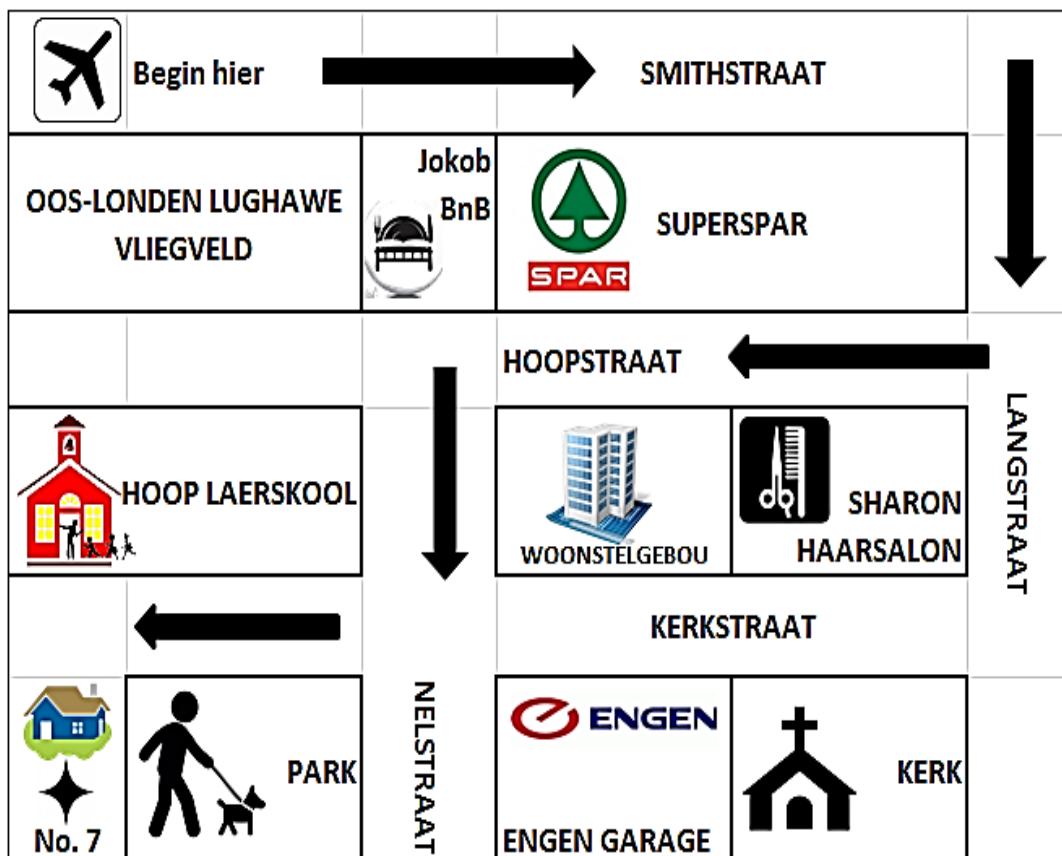 Begin hier
SMITHSTRAAT
OOS-LONDEN LUGHAWE
VLIEGVELD
Jokob
BnB
SPAR
SUPERSPAR
HOOPSTRAAT
LANGSTRAAT
4
HOOP LAERSKOOL
WOONSTELGEBOU
SHARON
HAARSALON
KERKSTRAAT
NELSTRAAT
No. 7
PARK
ENGEN
ENGEN GARAGE
KERK